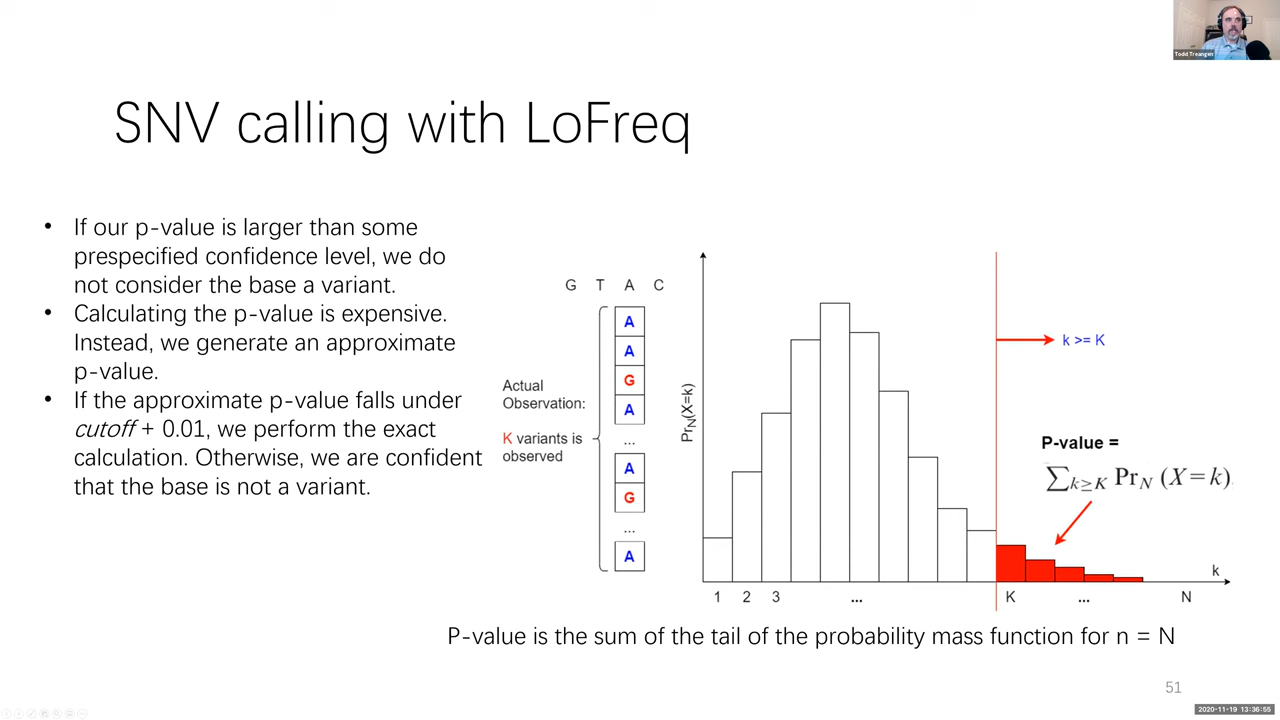 Todd Treangen
SNV calling with LoFreq
• If our p-value is larger than some
prespecified confidence level, we do
not consider the base a variant.
• Calculating the p-value is expensive.
Instead, we generate an approximate
p-value.
• If the approximate p-value falls under
cutoff + 0.01, we perform the exact
calculation. Otherwise, we are confident
that the base is not a variant.
G T A C
A
A
G
A
...
A
G
...
A
Actual
Observation:
K variants is
observed
PrN(X=k)
k >= K
P-value =
∑k≥K PrN (X=k).
k
1 2 3 ... K ... N
P-value is the sum of the tail of the probability mass function for n = N
51
2020-11-19 13:36:55